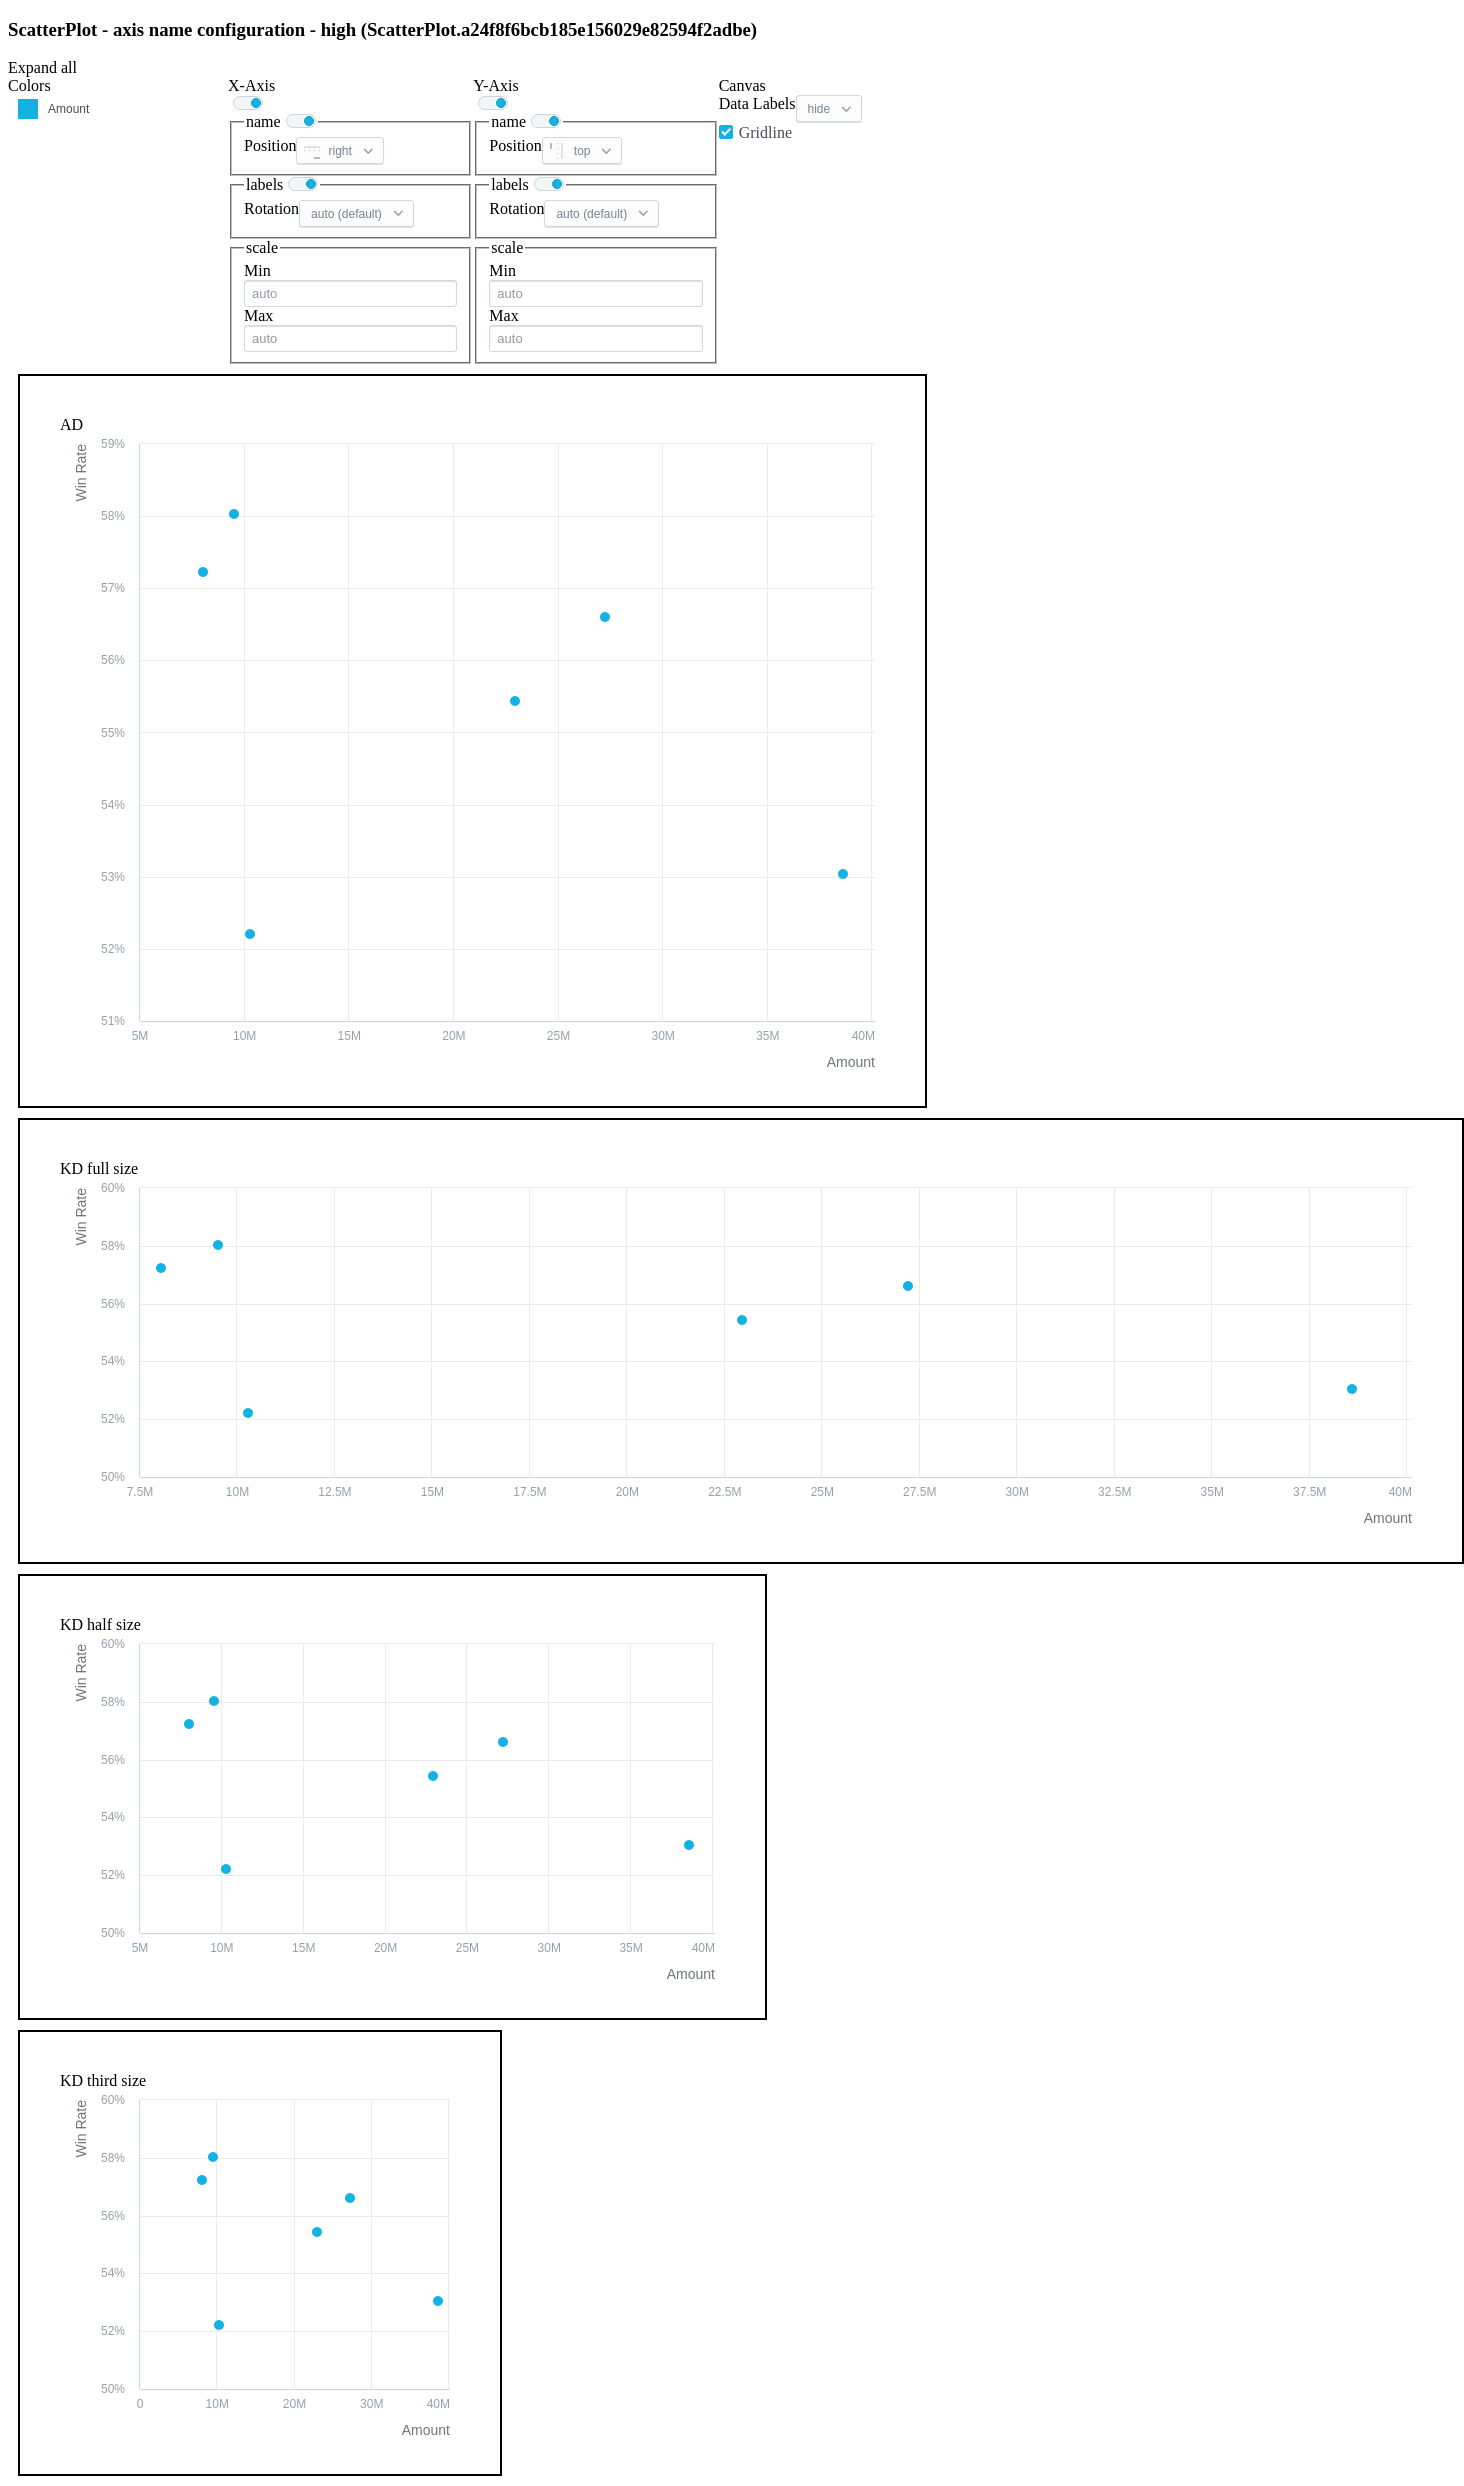 ScatterPlot - axis name configuration - high (ScatterPlot.a24f8f6bcb185e156029e82594f2adbe)
Expand all
Colors
Amount
X-Axis
name
Position right
labels
Rotation auto (default)
scale
Min
auto
Max
auto
Y-Axis
name
Position top
labels
Rotation auto (default)
scale
Min
auto
Max
auto
Canvas
Data Labels hide
Gridline
AD
Win Rate
59%
58%
57%
56%
55%
54%
53%
52%
51%
5M 10M 15M 20M 25M 30M 35M 40M
Amount
KD full size
Win Rate
60%
58%
56%
54%
52%
50%
7.5M 10M 12.5M 15M 17.5M 20M 22.5M 25M 27.5M 30M 32.5M 35M 37.5M 40M
Amount
KD half size
Win Rate
60%
58%
56%
54%
52%
50%
5M 10M 15M 20M 25M 30M 35M 40M
Amount
KD third size
Win Rate
60%
58%
56%
54%
52%
50%
0 10M 20M 30M 40M
Amount